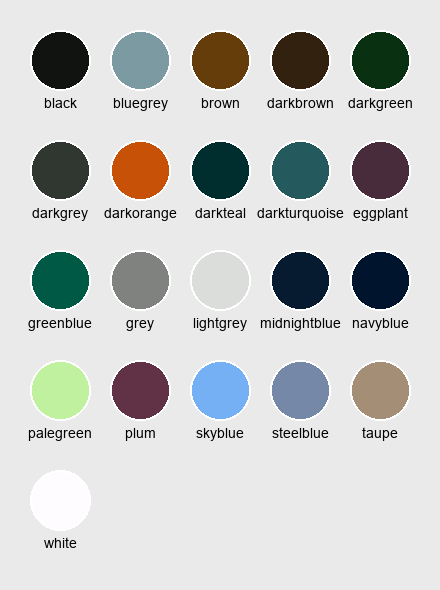 black bluegrey brown darkbrown darkgreen
darkgrey darkorange darkteal darkturquoise eggplant
greenblue grey lightgrey midnightblue navyblue
palegreen plum skyblue steelblue taupe
white